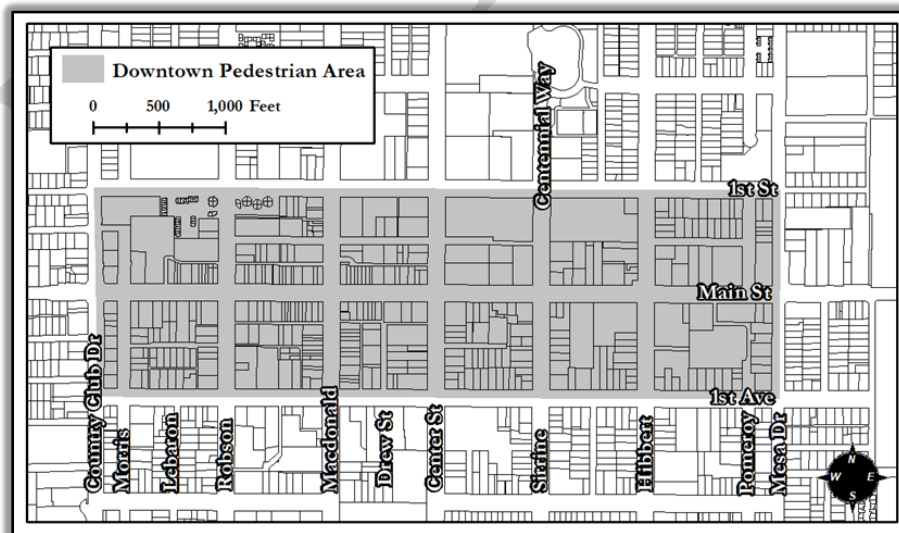 Downtown Pedestrian Area
0 500 1,000 Feet
Centennial Way
1st St
Main St
1st Ave
Country Club Dr
Morris
Lebaron
Robson
Macdonald
Drew St
Center St
Sirrine
Hibbert
Pomeroy
Mesa Dr
N
W E
S